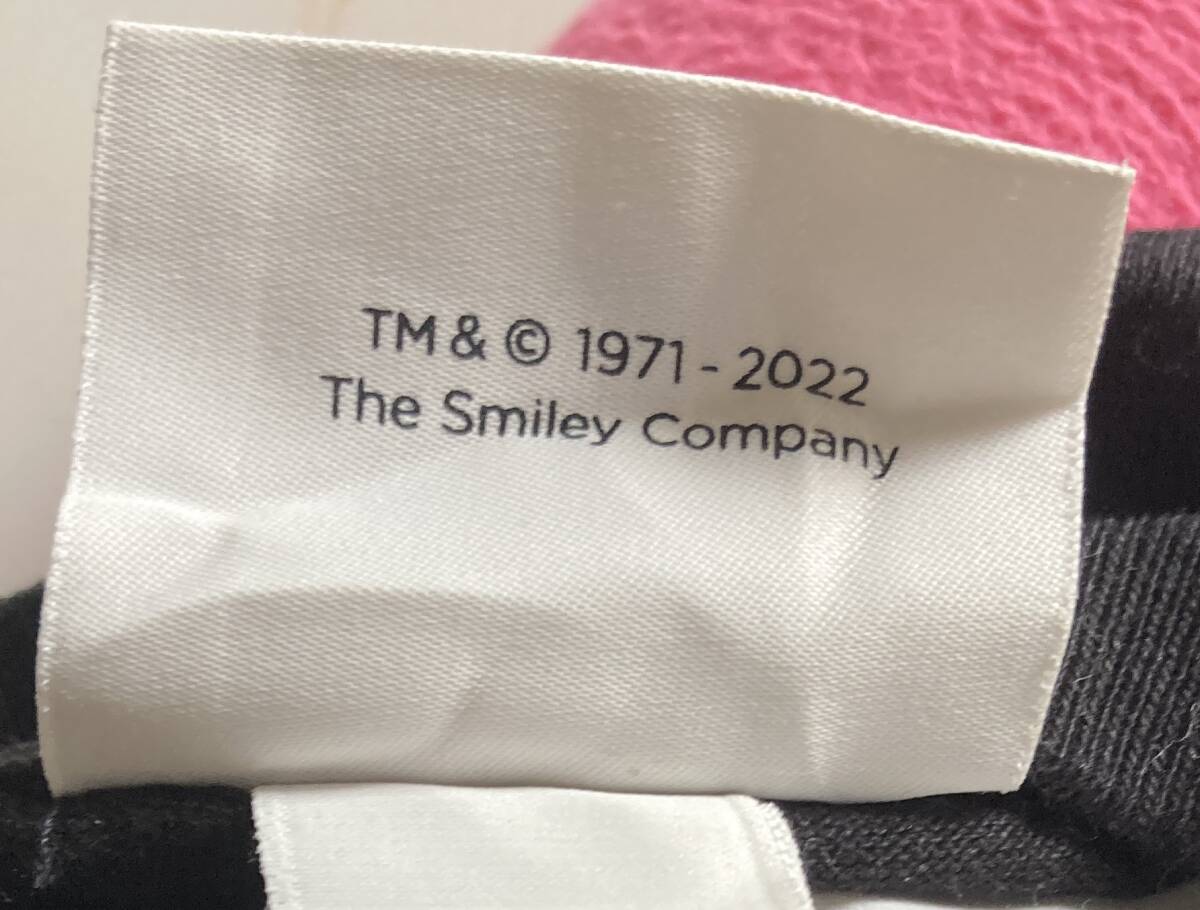 TM & © 1971 - 2022
The Smiley Company